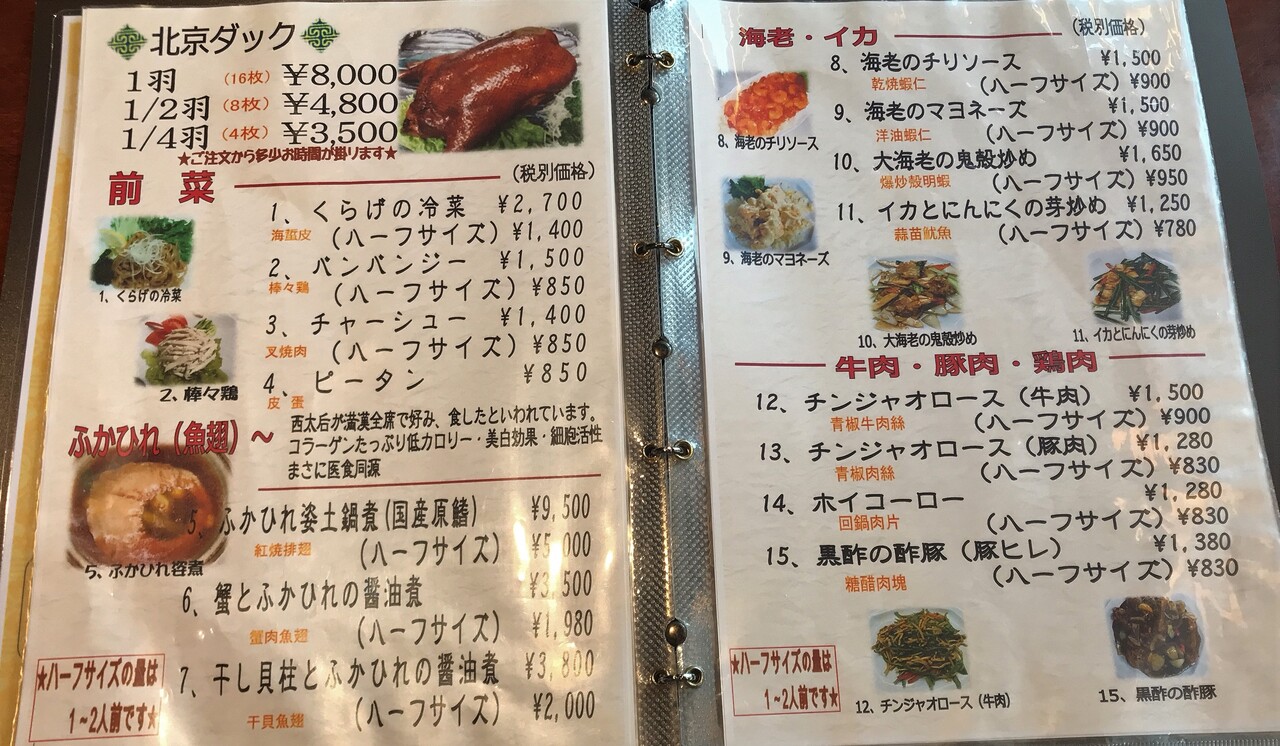 北京ダック
1羽 (16枚) ¥8,000
1/2羽 (8枚) ¥4,800
1/4羽 (4枚) ¥3,500
★ご注文から多少お時間が掛ります★
前 菜 (税別価格)
1、くらげの冷菜 ¥2,700
海蜇皮 (ハーフサイズ) ¥1,400
2、バンバンジー ¥1,500
棒々鶏 (ハーフサイズ) ¥850
3、チャーシュー ¥1,400
叉焼肉 (ハーフサイズ) ¥850
4、ピータン ¥850
皮 蛋
1、くらげの冷菜
2、棒々鶏
ふかひれ（魚翅）～
西太后が満漢全席で好み、食したといわれています。
コラーゲンたっぷり低カロリー・美白効果・細胞活性
まさに医食同源
5、ふかひれ姿土鍋煮(国産原鰭) ¥9,500
紅焼排翅 (ハーフサイズ) ¥5,000
5、ふかひれ姿煮
6、蟹とふかひれの醤油煮 ¥3,500
蟹肉魚翅 (ハーフサイズ) ¥1,980
7、干し貝柱とふかひれの醤油煮 ¥3,800
干貝魚翅 (ハーフサイズ) ¥2,000
★ハーフサイズの量は
1～2人前です★
海老・イカ (税別価格)
8、海老のチリソース ¥1,500
乾焼蝦仁 (ハーフサイズ) ¥900
9、海老のマヨネーズ ¥1,500
洋油蝦仁 (ハーフサイズ) ¥900
10、大海老の鬼殻炒め ¥1,650
爆炒殻明蝦 (ハーフサイズ) ¥950
11、イカとにんにくの芽炒め ¥1,250
蒜苗魷魚 (ハーフサイズ) ¥780
8、海老のチリソース
9、海老のマヨネーズ
10、大海老の鬼殻炒め
11、イカとにんにくの芽炒め
牛肉・豚肉・鶏肉
12、チンジャオロース（牛肉） ¥1,500
青椒牛肉絲 (ハーフサイズ) ¥900
13、チンジャオロース（豚肉） ¥1,280
青椒肉絲 (ハーフサイズ) ¥830
14、ホイコーロー ¥1,280
回鍋肉片 (ハーフサイズ) ¥830
15、黒酢の酢豚（豚ヒレ） ¥1,380
糖醋肉塊 (ハーフサイズ) ¥830
★ハーフサイズの量は
1～2人前です★
12、チンジャオロース（牛肉）
15、黒酢の酢豚